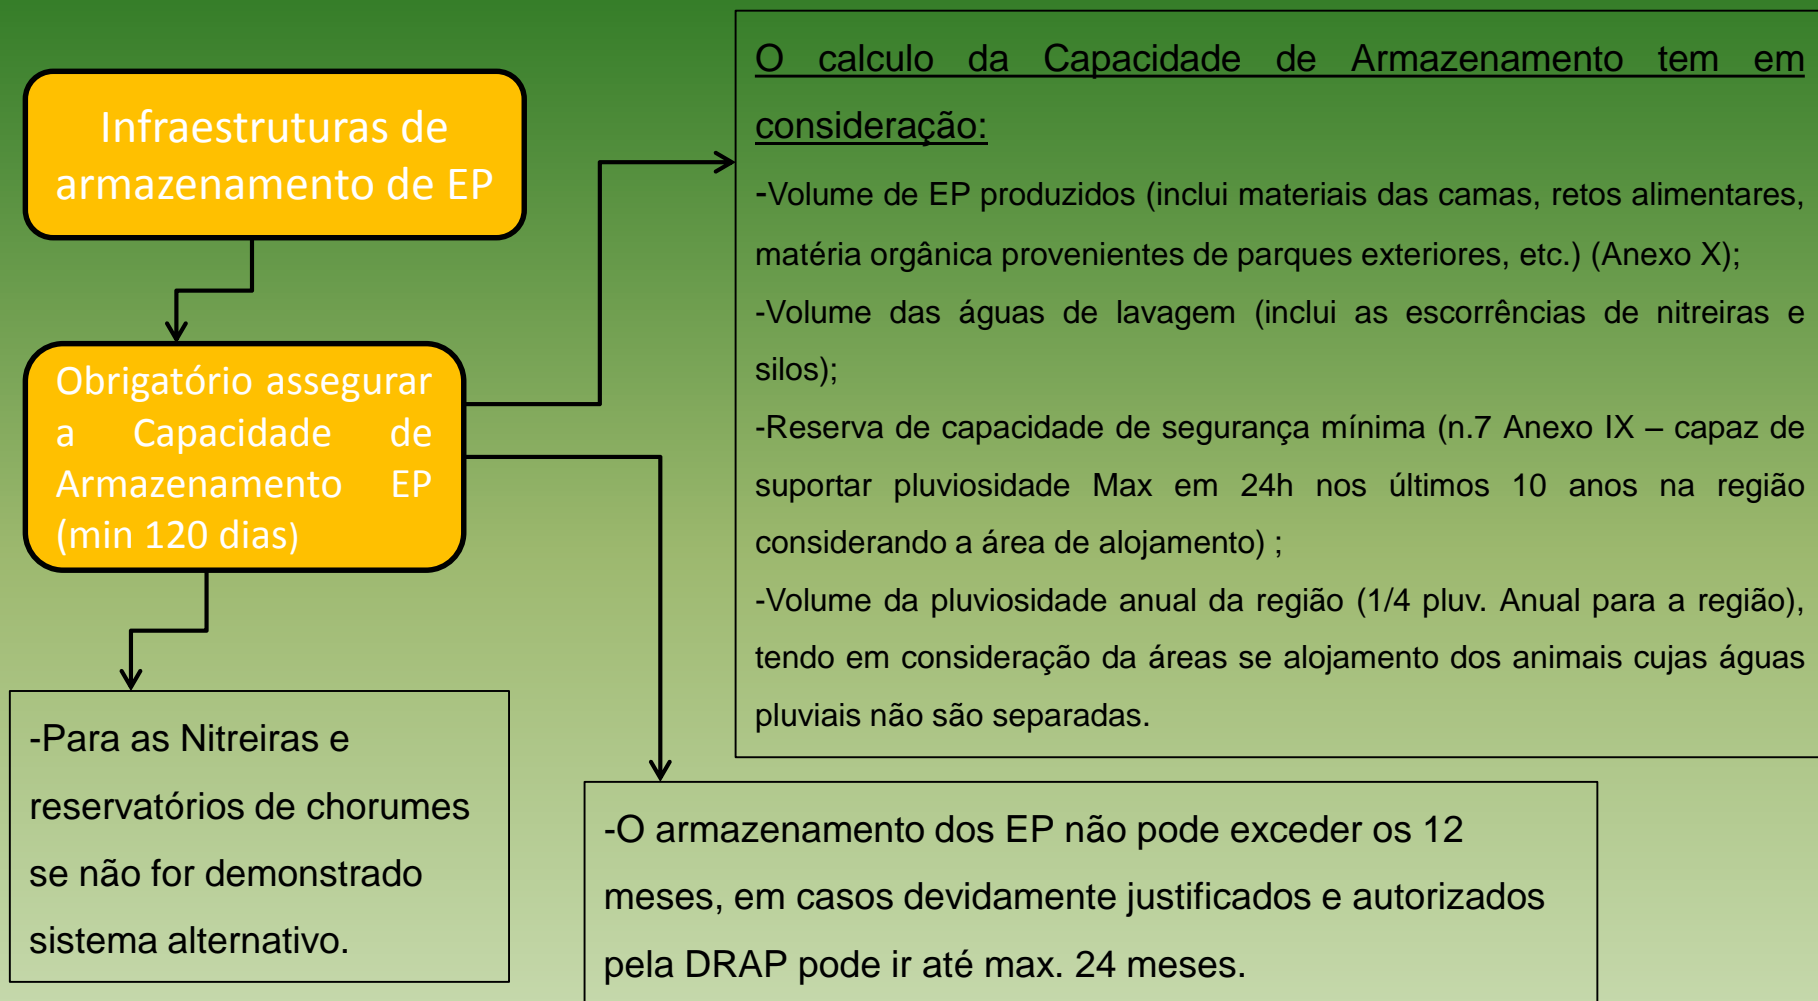 Infraestruturas de
armazenamento de EP
Obrigatório assegurar
a Capacidade de
Armazenamento EP
(min 120 dias)
-Para as Nitreiras e
reservatórios de chorumes
se não for demonstrado
sistema alternativo.
O calculo da Capacidade de Armazenamento tem em
consideração:
-Volume de EP produzidos (inclui materiais das camas, retos alimentares,
matéria orgânica provenientes de parques exteriores, etc.) (Anexo X);
-Volume das águas de lavagem (inclui as escorrências de nitreiras e
silos);
-Reserva de capacidade de segurança mínima (n.7 Anexo IX – capaz de
suportar pluviosidade Max em 24h nos últimos 10 anos na região
considerando a área de alojamento) ;
-Volume da pluviosidade anual da região (1/4 pluv. Anual para a região),
tendo em consideração da áreas se alojamento dos animais cujas águas
pluviais não são separadas.
-O armazenamento dos EP não pode exceder os 12
meses, em casos devidamente justificados e autorizados
pela DRAP pode ir até max. 24 meses.